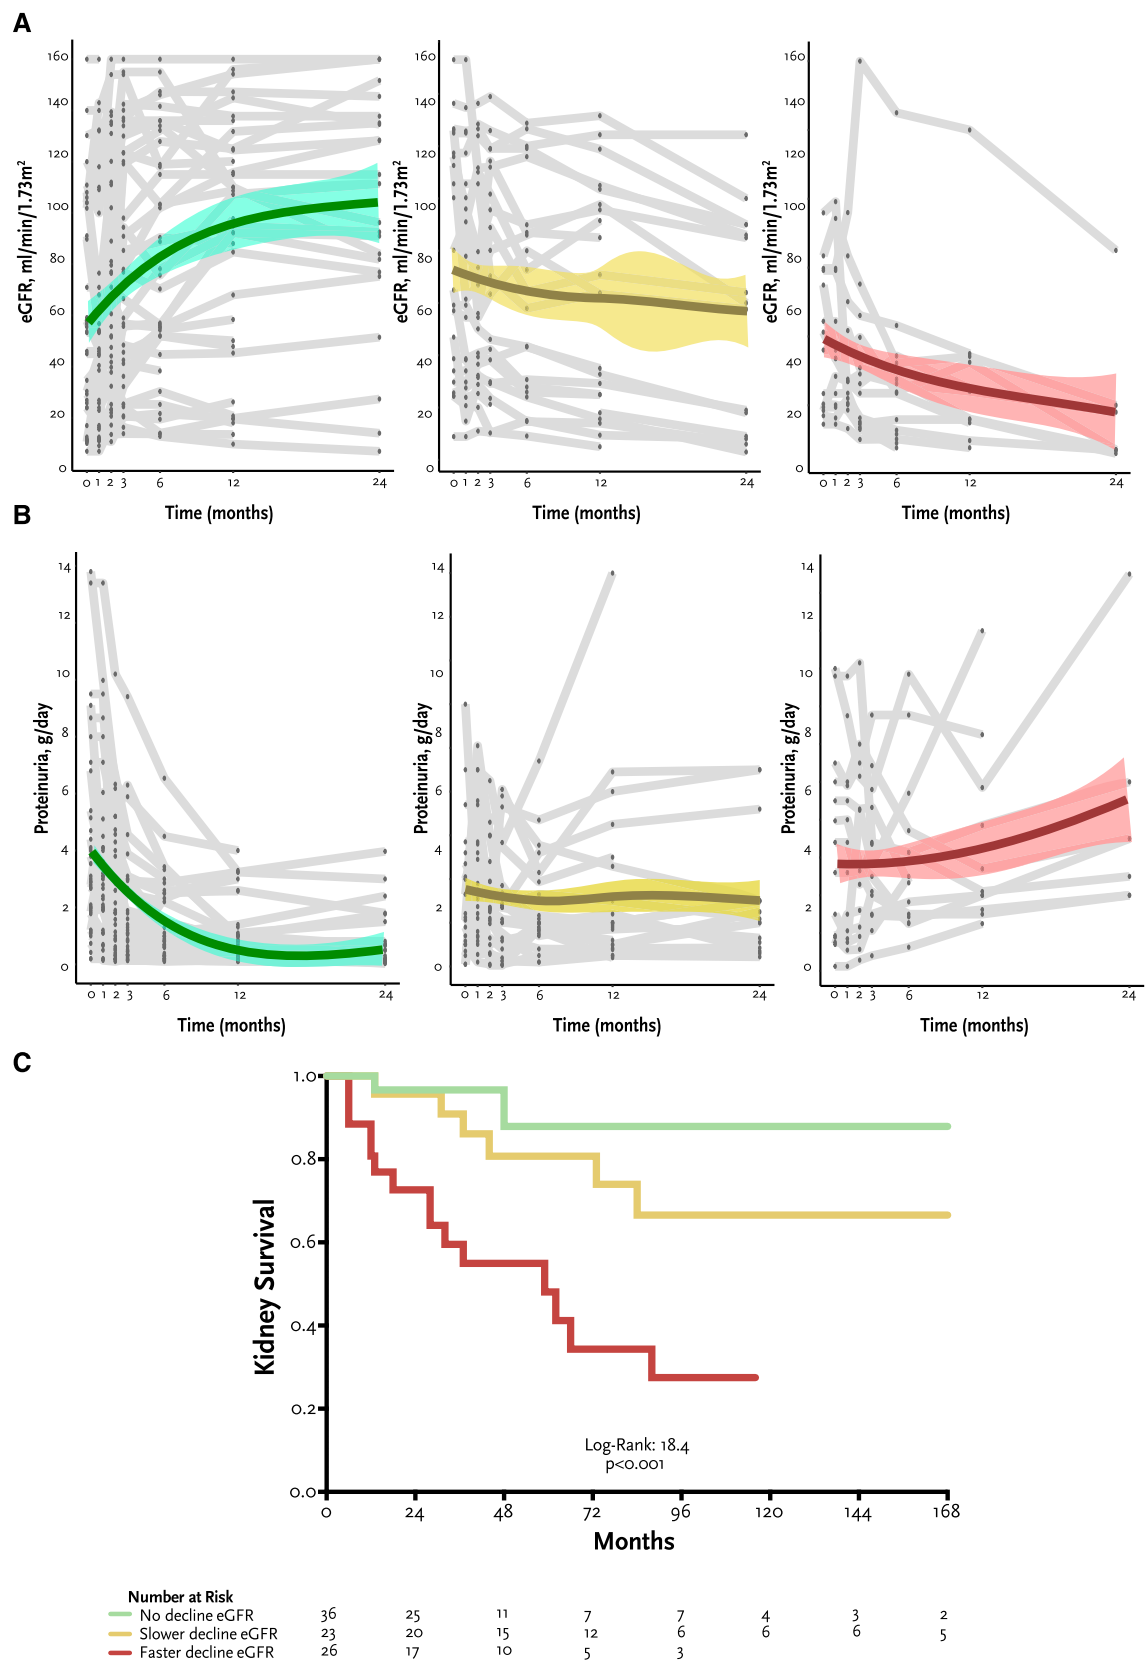 A
160
140
120
100
80
60
40
20
0
eGFR, ml/min/1.73m²
0 1 2 3 6 12 24
Time (months)
160
140
120
100
80
60
40
20
0
eGFR, ml/min/1.73m²
0 1 2 3 6 12 24
Time (months)
160
140
120
100
80
60
40
20
0
eGFR, ml/min/1.73m²
0 1 2 3 6 12 24
Time (months)
B
14
12
10
8
6
4
2
0
Proteinuria, g/day
0 1 2 3 6 12 24
Time (months)
14
12
10
8
6
4
2
0
Proteinuria, g/day
0 1 2 3 6 12 24
Time (months)
14
12
10
8
6
4
2
0
Proteinuria, g/day
0 1 2 3 6 12 24
Time (months)
C
1.0
0.8
0.6
0.4
0.2
0.0
Kidney Survival
Log-Rank: 18.4
p<0.001
0 24 48 72 96 120 144 168
Months
Number at Risk
No decline eGFR 36 25 11 7 7 4 3 2
Slower decline eGFR 23 20 15 12 6 6 6 5
Faster decline eGFR 26 17 10 5 3